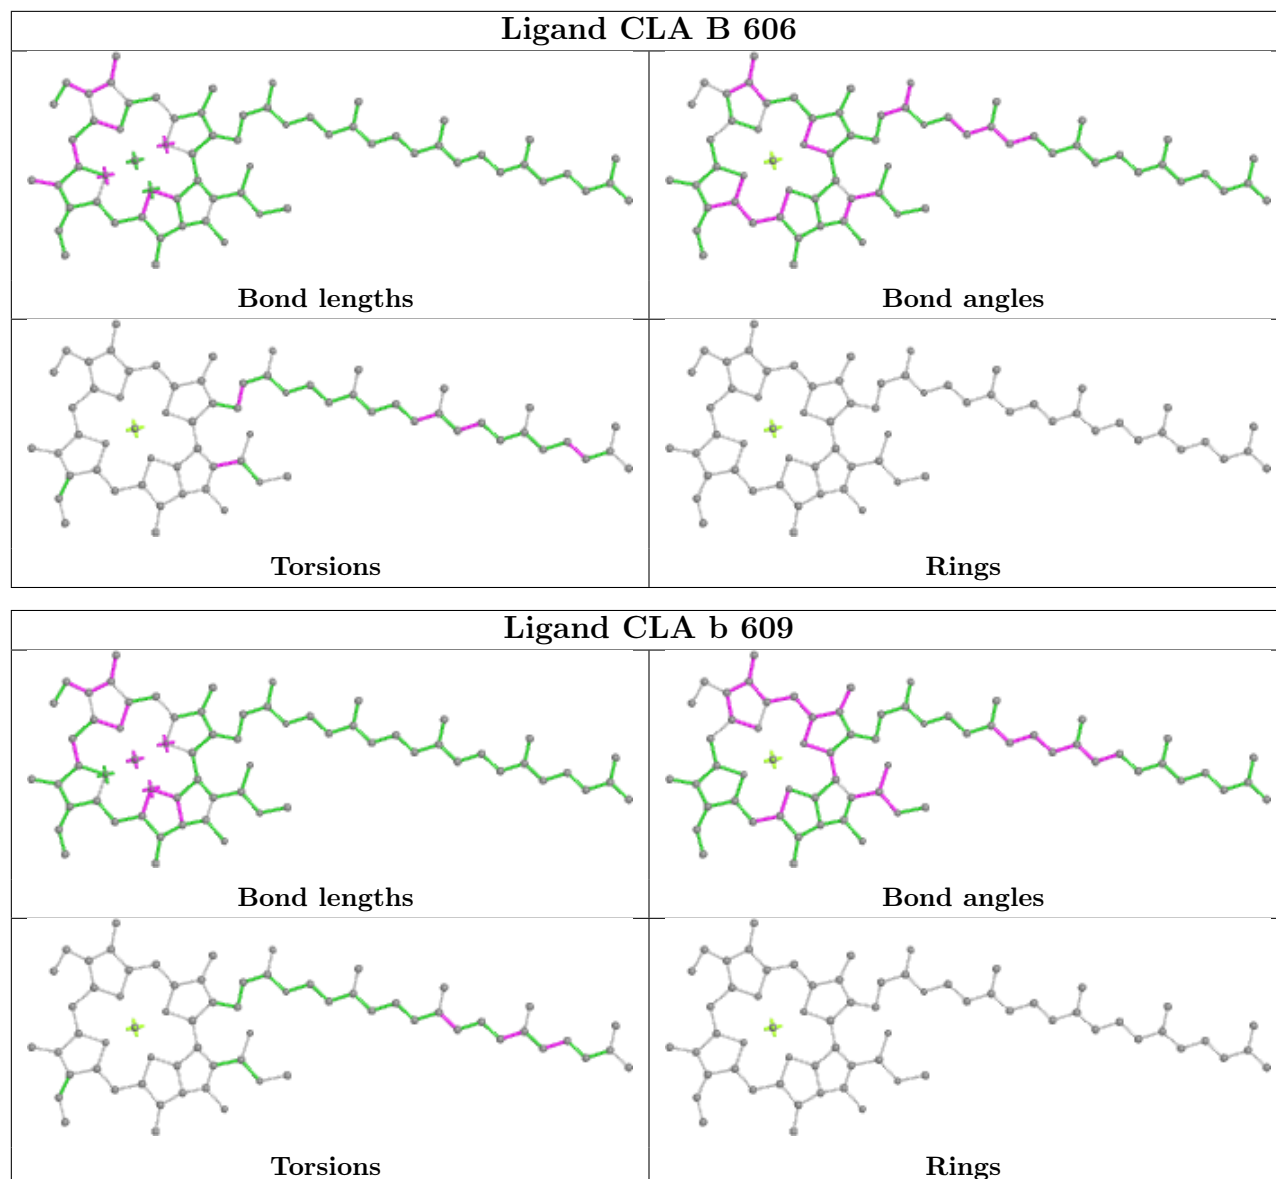 Ligand CLA B 606
Bond lengths
Bond angles
Torsions
Rings
Ligand CLA b 609
Bond lengths
Bond angles
Torsions
Rings